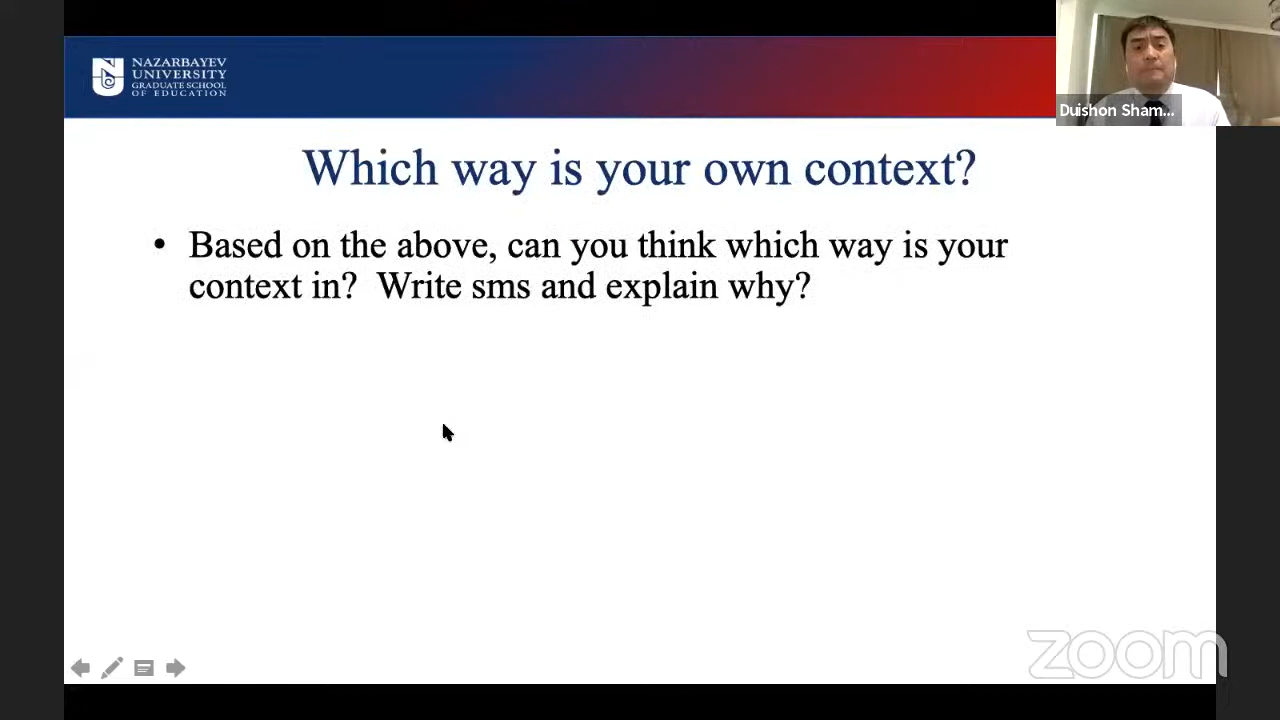 NAZARBAYEV
UNIVERSITY
GRADUATE SCHOOL
OF EDUCATION
Duishon Sham...
Which way is your own context?
• Based on the above, can you think which way is your
context in?  Write sms and explain why?
zoom